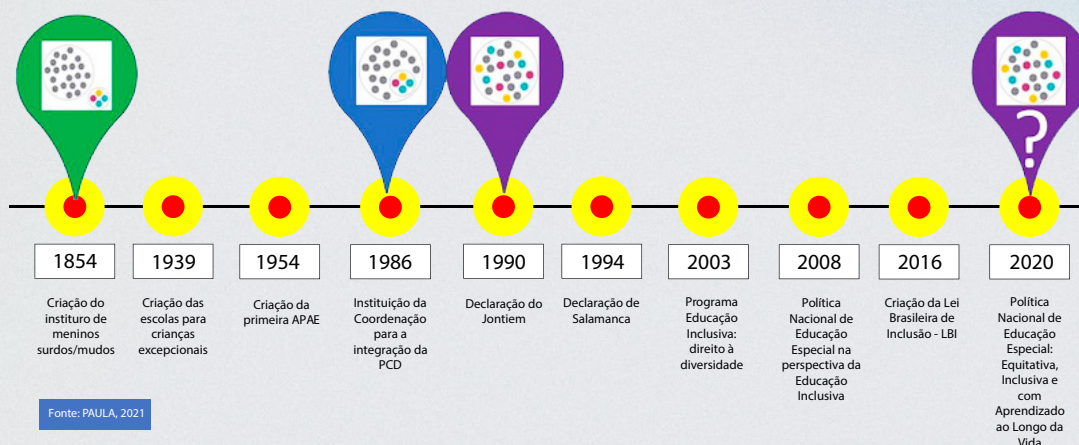 ?
1854
1939
1954
1986
1990
1994
2003
2008
2016
2020
Criação do
instituro de
meninos
surdos/mudos
Criação das
escolas para
crianças
excepcionais
Criação da
primeira APAE
Instituição da
Coordenação
para a
integração da
PCD
Declaração do
Jontiem
Declaração de
Salamanca
Programa
Educação
Inclusiva:
direito à
diversidade
Política
Nacional de
Educação
Especial na
perspectiva da
Educação
Inclusiva
Criação da Lei
Brasileira de
Inclusão - LBI
Política
Nacional de
Educação
Especial:
Equitativa,
Inclusiva e
com
Aprendizado
ao Longo da
Vida
Fonte: PAULA, 2021